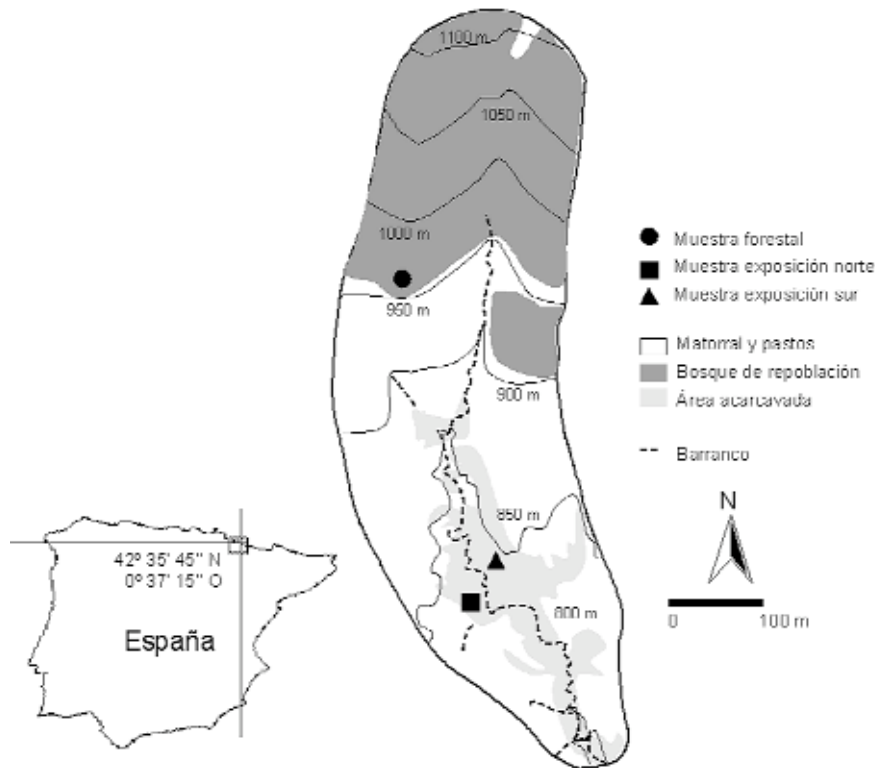 1100 m
1050 m
1000 m
950 m
900 m
850 m
800 m
Muestra forestal
Muestra exposición norte
Muestra exposición sur
Matorral y pastos
Bosque de repoblación
Área acarcavada
Barranco
N
0 100 m
42º 35' 45" N
0º 37' 15" O
España